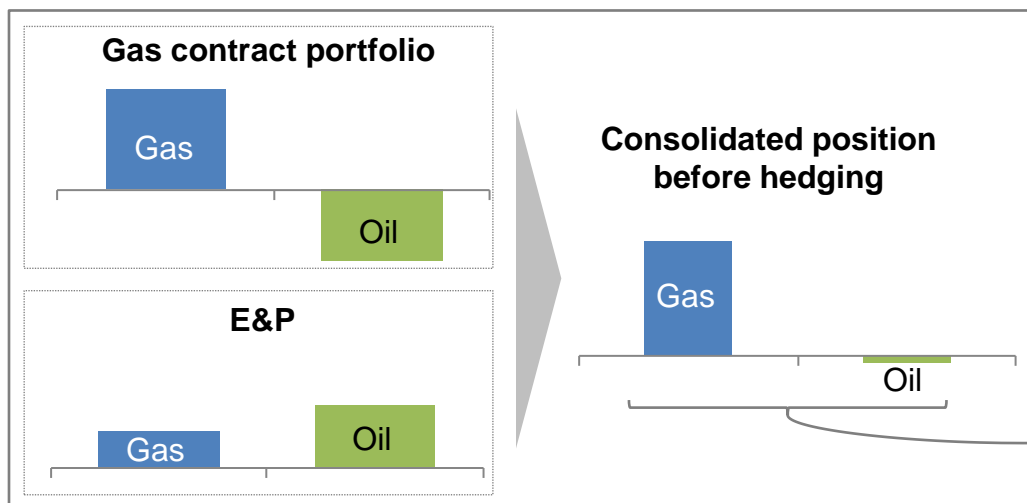 Gas contract portfolio
Gas
Oil
E&P
Gas
Oil
Consolidated position
before hedging
Gas
Oil